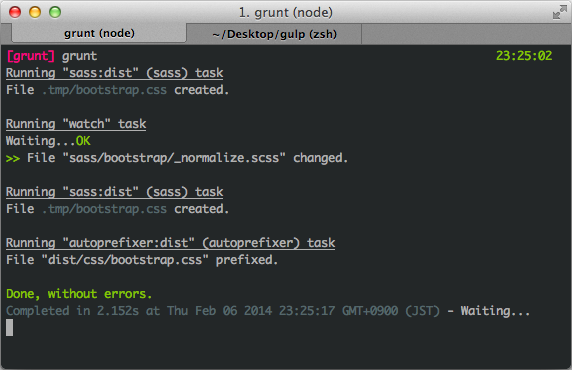 1. grunt (node)
grunt (node)
~/Desktop/gulp (zsh)
[grunt] grunt 23:25:02
Running "sass:dist" (sass) task
File .tmp/bootstrap.css created.
Running "watch" task
Waiting...OK
>> File "sass/bootstrap/_normalize.scss" changed.
Running "sass:dist" (sass) task
File .tmp/bootstrap.css created.
Running "autoprefixer:dist" (autoprefixer) task
File "dist/css/bootstrap.css" prefixed.
Done, without errors.
Completed in 2.152s at Thu Feb 06 2014 23:25:17 GMT+0900 (JST) - Waiting...